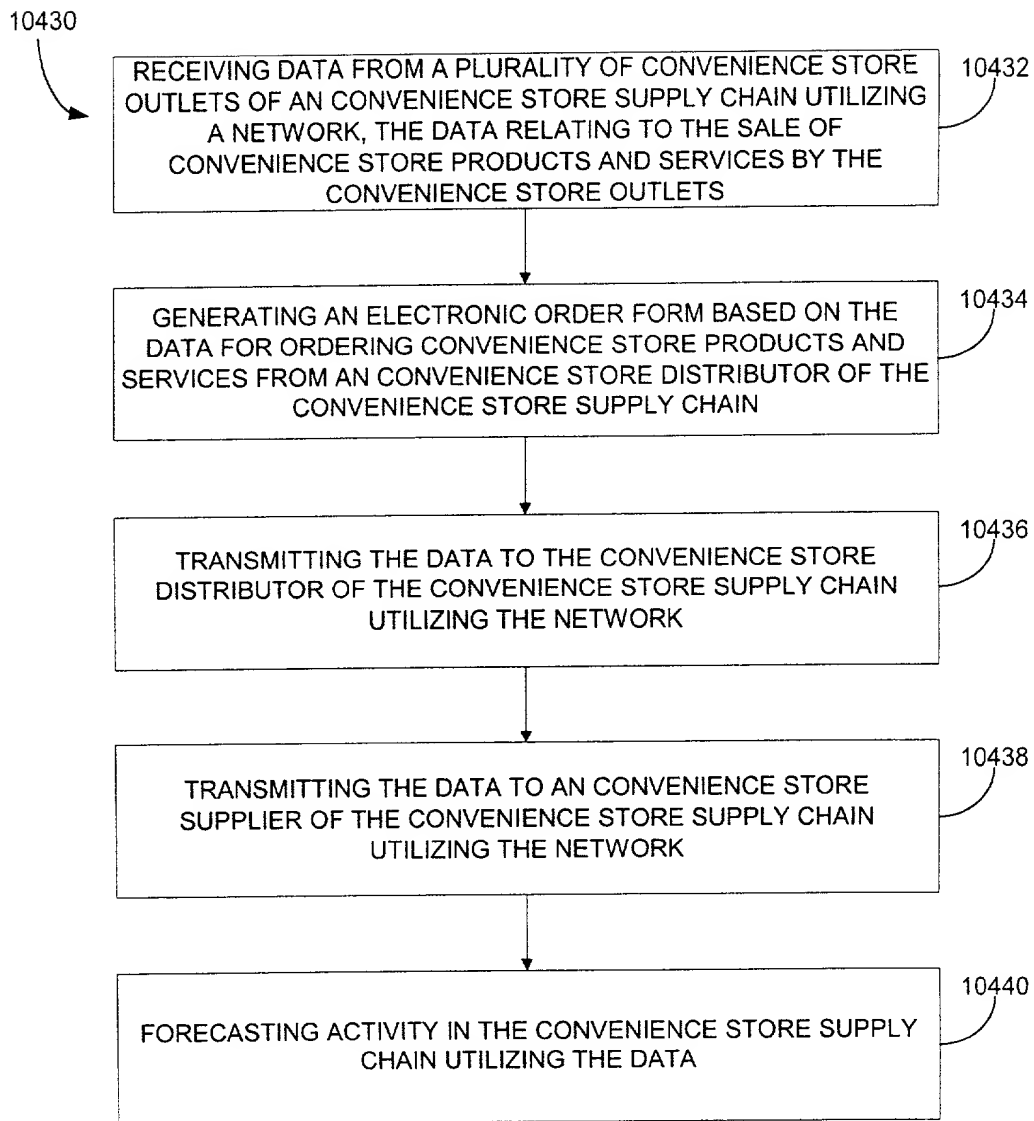 10430
RECEIVING DATA FROM A PLURALITY OF CONVENIENCE STORE
OUTLETS OF AN CONVENIENCE STORE SUPPLY CHAIN UTILIZING
A NETWORK, THE DATA RELATING TO THE SALE OF
CONVENIENCE STORE PRODUCTS AND SERVICES BY THE
CONVENIENCE STORE OUTLETS
10432
GENERATING AN ELECTRONIC ORDER FORM BASED ON THE
DATA FOR ORDERING CONVENIENCE STORE PRODUCTS AND
SERVICES FROM AN CONVENIENCE STORE DISTRIBUTOR OF THE
CONVENIENCE STORE SUPPLY CHAIN
10434
TRANSMITTING THE DATA TO THE CONVENIENCE STORE
DISTRIBUTOR OF THE CONVENIENCE STORE SUPPLY CHAIN
UTILIZING THE NETWORK
10436
TRANSMITTING THE DATA TO AN CONVENIENCE STORE
SUPPLIER OF THE CONVENIENCE STORE SUPPLY CHAIN
UTILIZING THE NETWORK
10438
FORECASTING ACTIVITY IN THE CONVENIENCE STORE SUPPLY
CHAIN UTILIZING THE DATA
10440